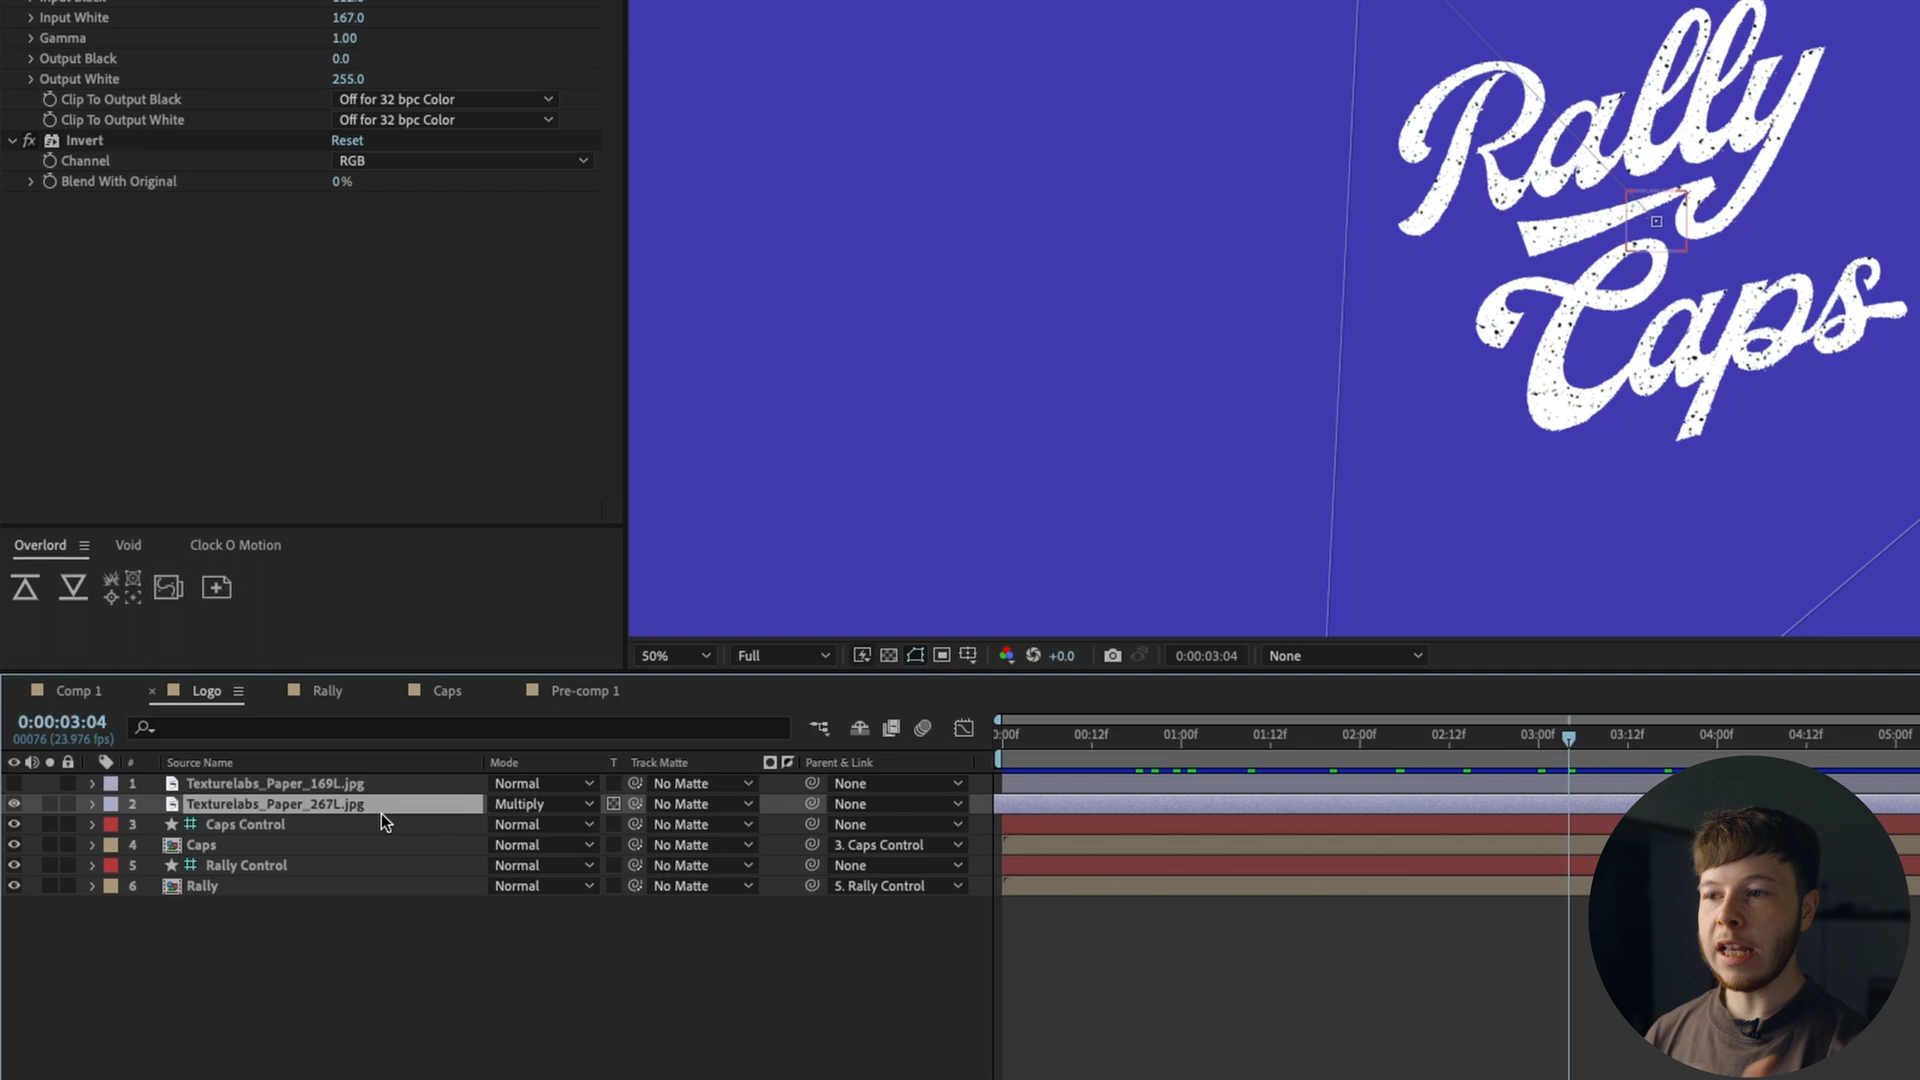 Input White 167.0
Gamma 1.00
Output Black 0.0
Output White 255.0
Clip To Output Black Off for 32 bpc Color
Clip To Output White Off for 32 bpc Color
fx Invert Reset
Channel RGB
Blend With Original 0%
Rally
Caps
Overlord Void Clock O Motion
50% Full +0.0 0:00:03:04 None
Comp 1 × Logo Rally Caps Pre-comp 1
0:00:03:04
00076 (23.976 fps)
:00f 00:12f 01:00f 01:12f 02:00f 02:12f 03:00f 03:12f 04:00f 04:12f 05:00f
# Source Name Mode T Track Matte Parent & Link
1 Texturelabs_Paper_169L.jpg Normal No Matte None
2 Texturelabs_Paper_267L.jpg Multiply No Matte None
3 Caps Control Normal No Matte None
4 Caps Normal No Matte 3. Caps Control
5 Rally Control Normal No Matte None
6 Rally Normal No Matte 5. Rally Control